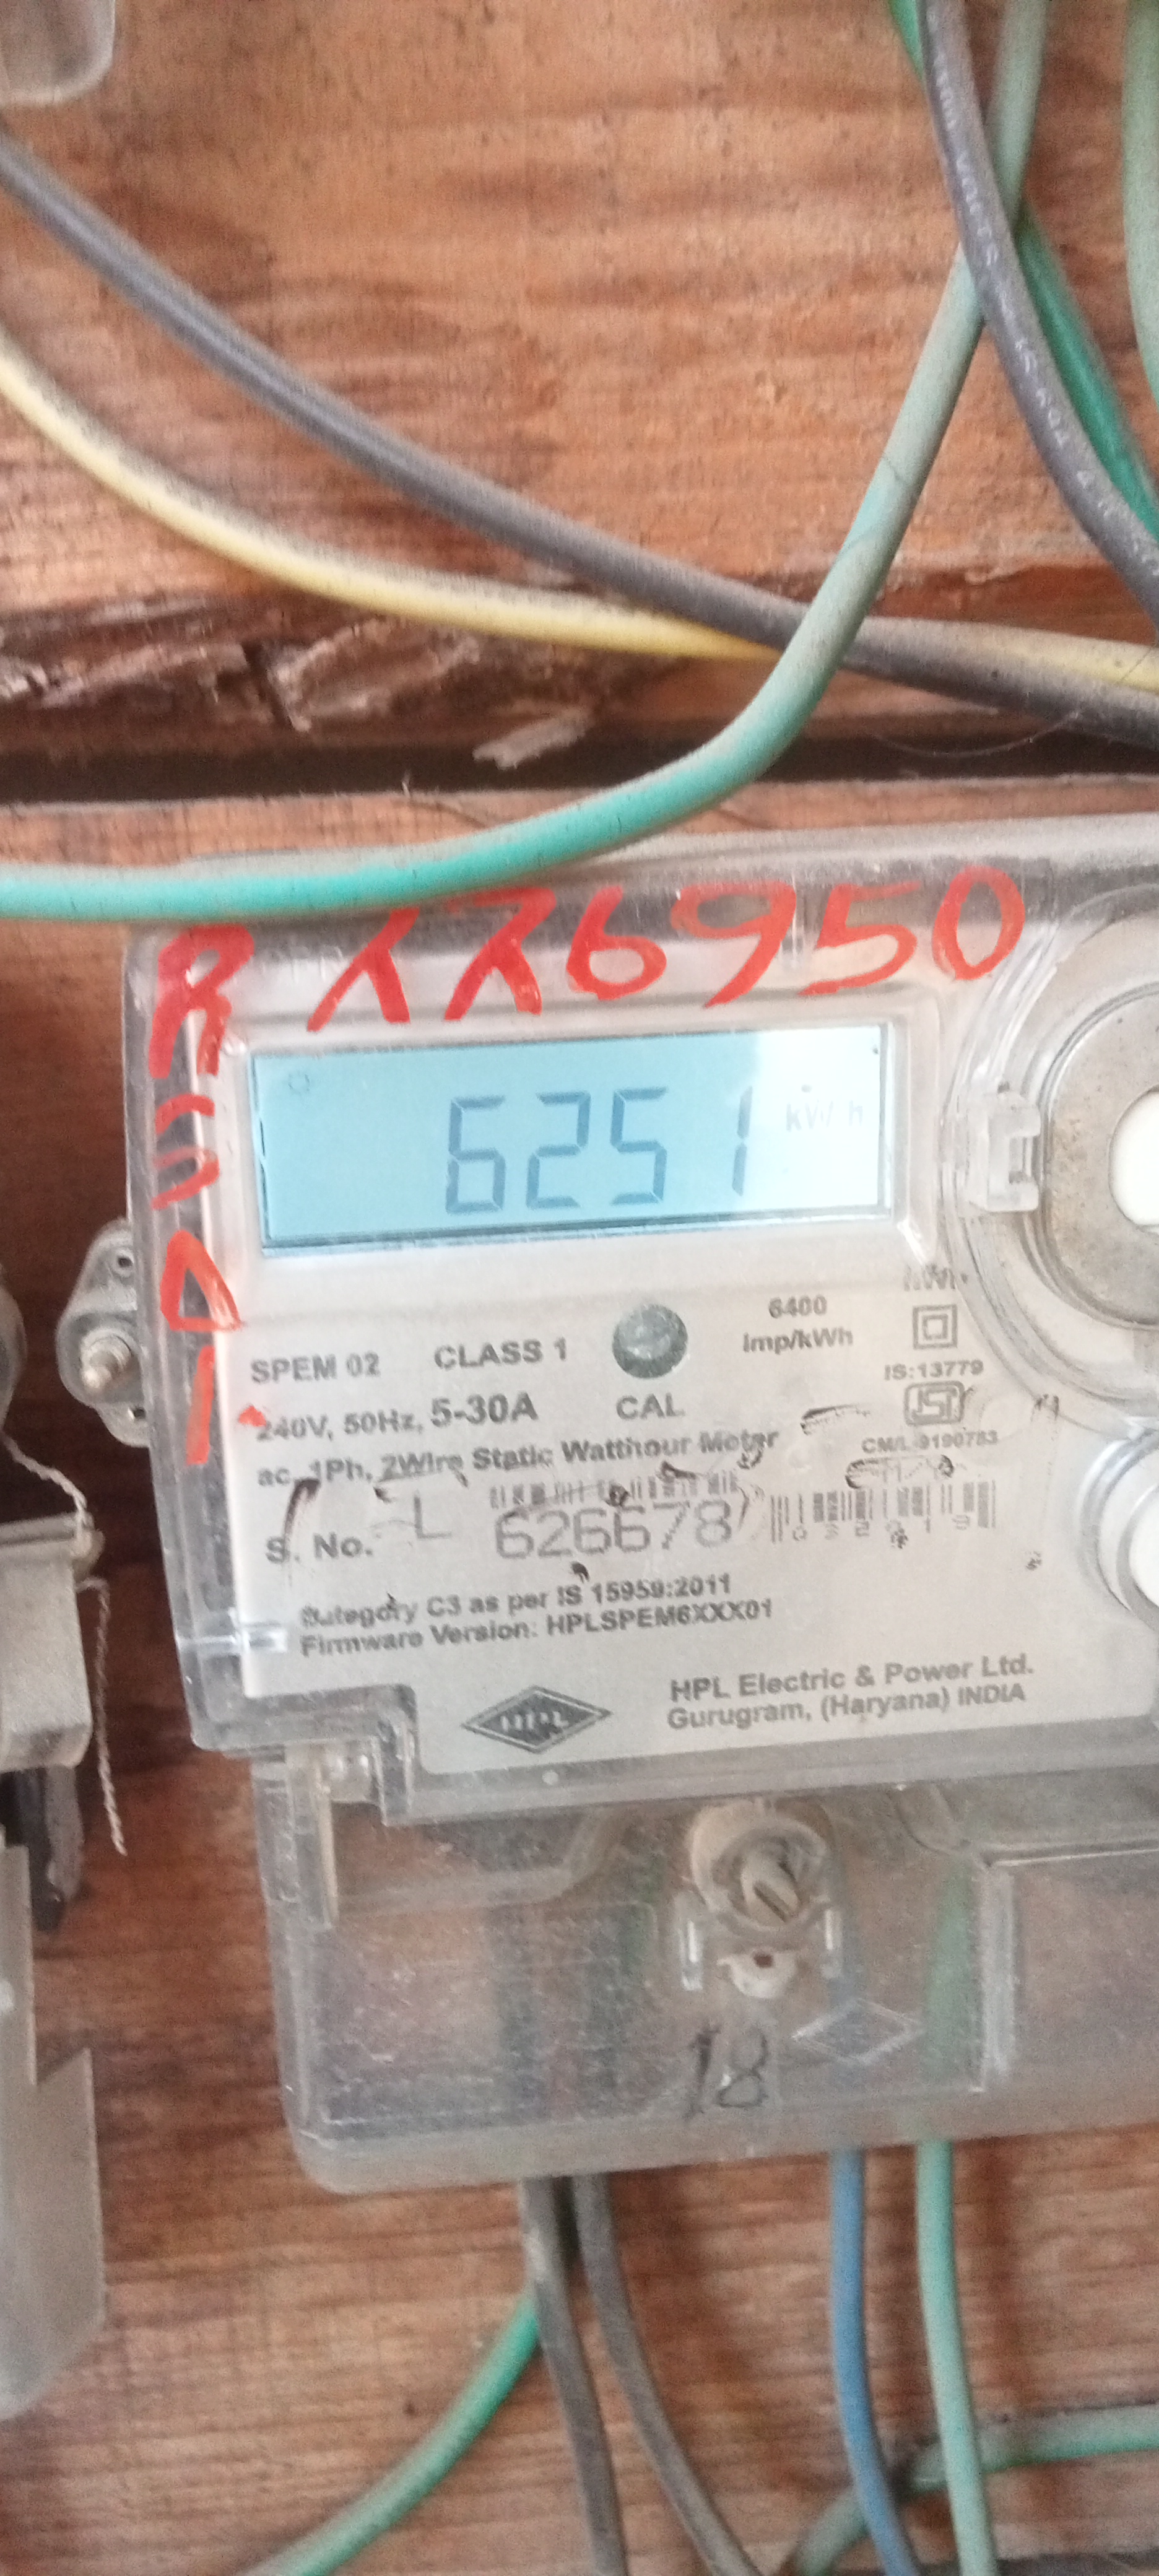 6251 kWh
SPEM 02 CLASS 1
6400
Imp/kWh
IS:13779
240V, 50Hz, 5-30A
CAL
CM/L 9190783
ac, 1Ph, 2Wire Static Watthour Meter
S. No. L 626678
Category C3 as per IS 15959:2011
Firmware Version: HPLSPEM6XXX01
HPL
HPL Electric & Power Ltd.
Gurugram, (Haryana) INDIA
18